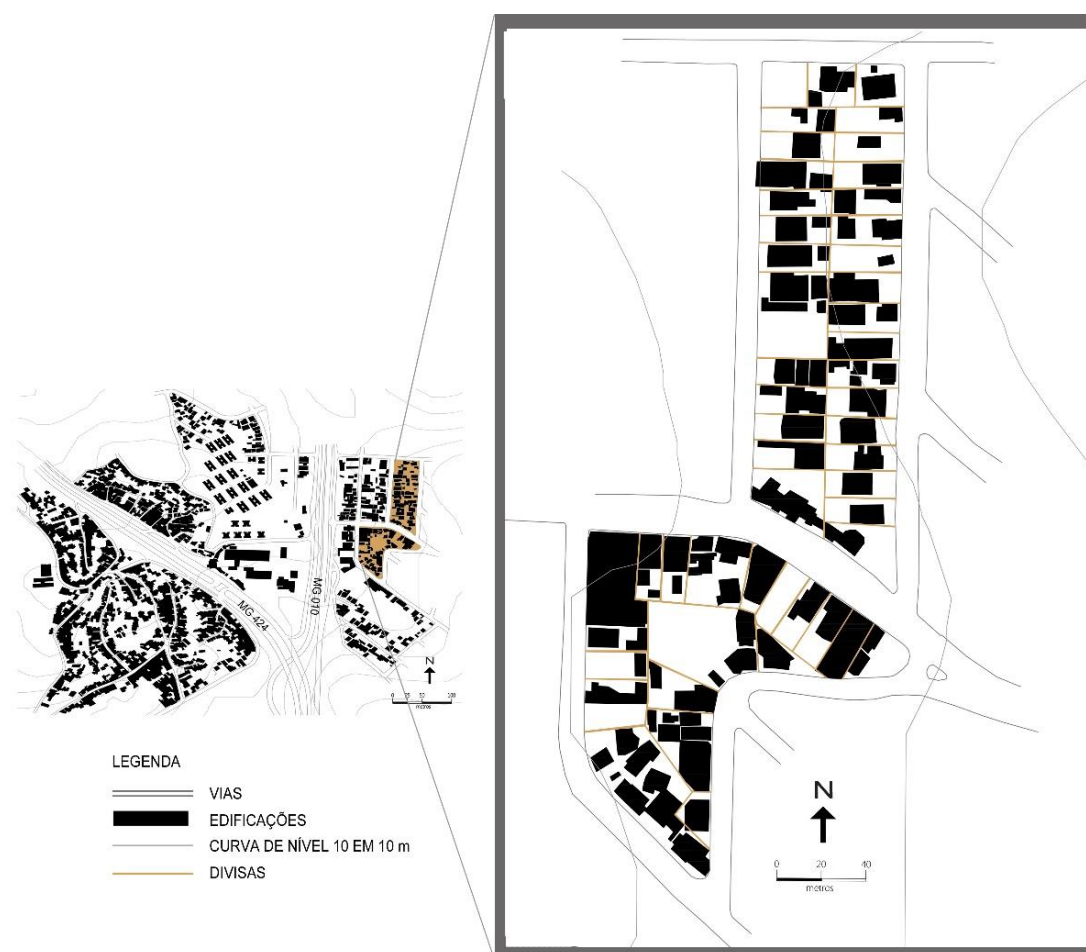 MG 424
MG 010
N
0 25 50 100
metros
LEGENDA
VIAS
EDIFICAÇÕES
CURVA DE NÍVEL 10 EM 10 m
DIVISAS
N
0 20 40
metros